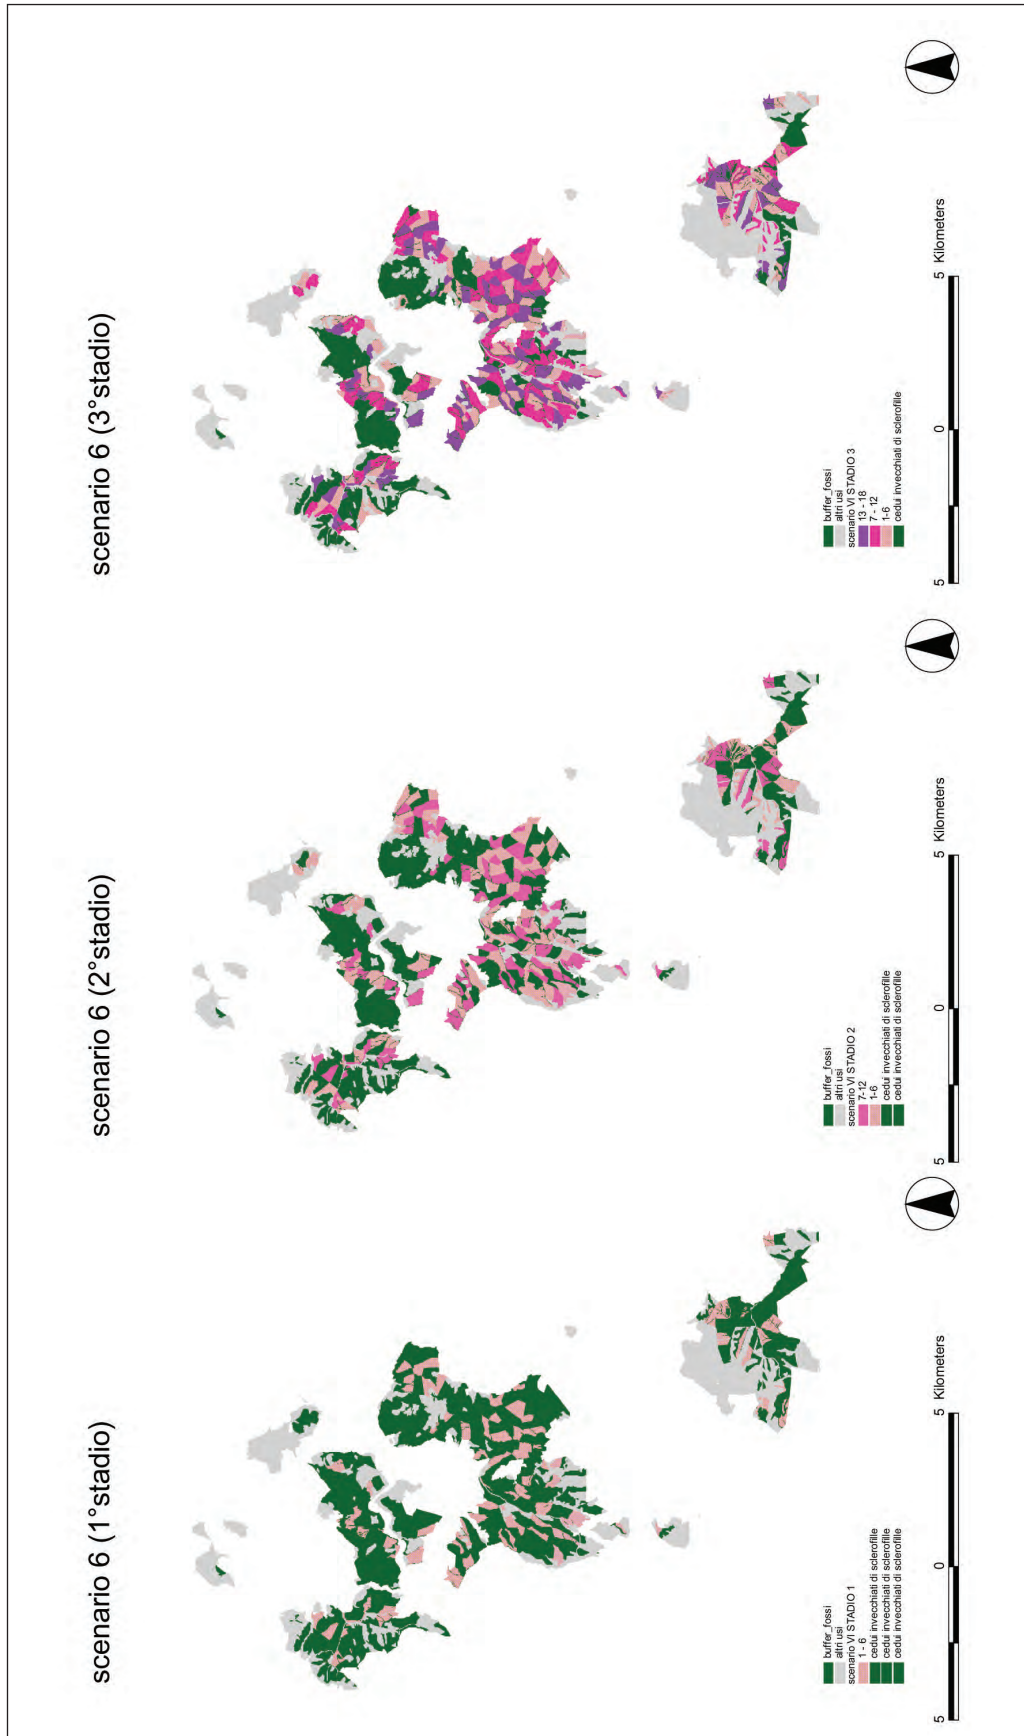 scenario 6 (1°stadio)
buffer_fossi
altri usi
scenario VI STADIO 1
1 - 6
cedui invecchiati di sclerofille
cedui invecchiati di sclerofille
cedui invecchiati di sclerofille
5 0 5 Kilometers
scenario 6 (2°stadio)
buffer_fossi
altri usi
scenario VI STADIO 2
7-12
1-6
cedui invecchiati di sclerofille
cedui invecchiati di sclerofille
5 0 5 Kilometers
scenario 6 (3°stadio)
buffer_fossi
altri usi
scenario VI STADIO 3
13 - 18
7 - 12
1-6
cedui invecchiati di sclerofille
5 0 5 Kilometers